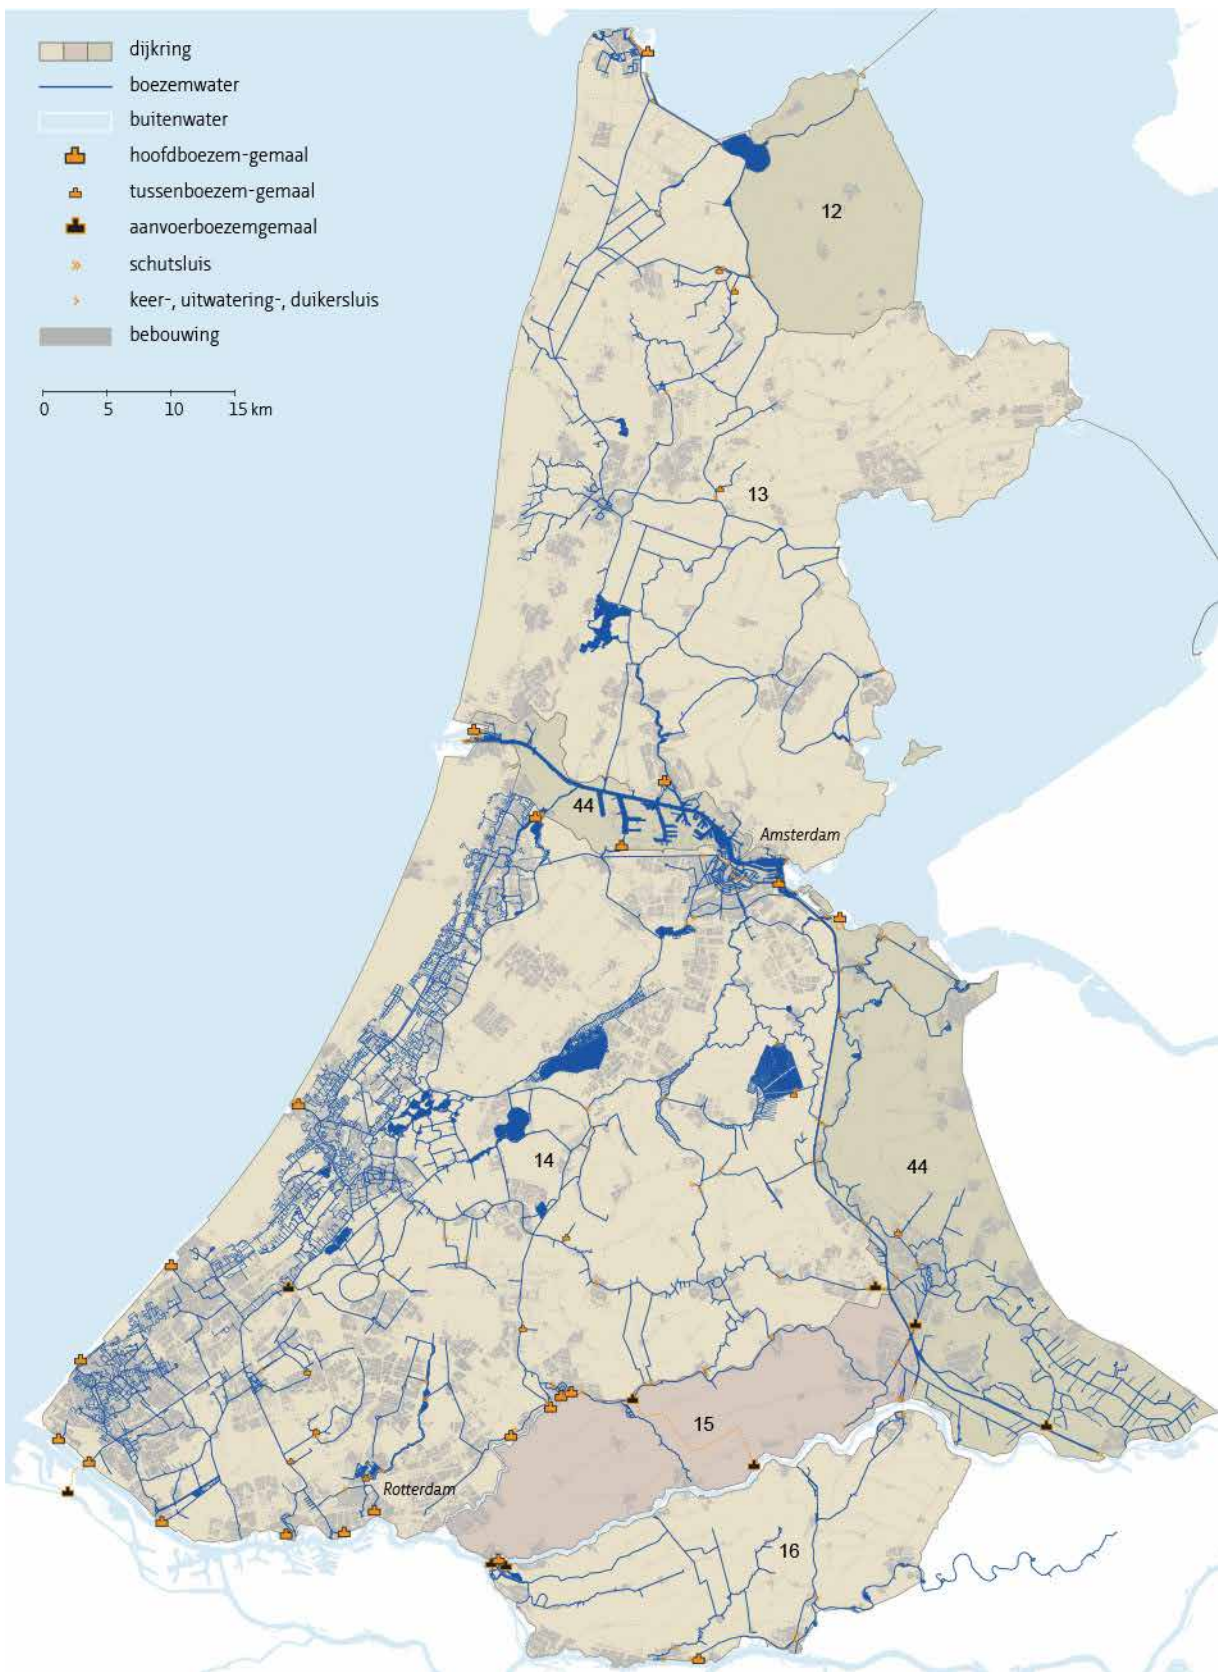 dijkring
boezemwater
buitenwater
hoofdboezem-gemaal
tussenboezem-gemaal
aanvoerboezemgemaal
schutsluis
keer-, uitwatering-, duikersluis
bebouwing
0 5 10 15 km
12
13
44
Amsterdam
14
44
15
Rotterdam
16